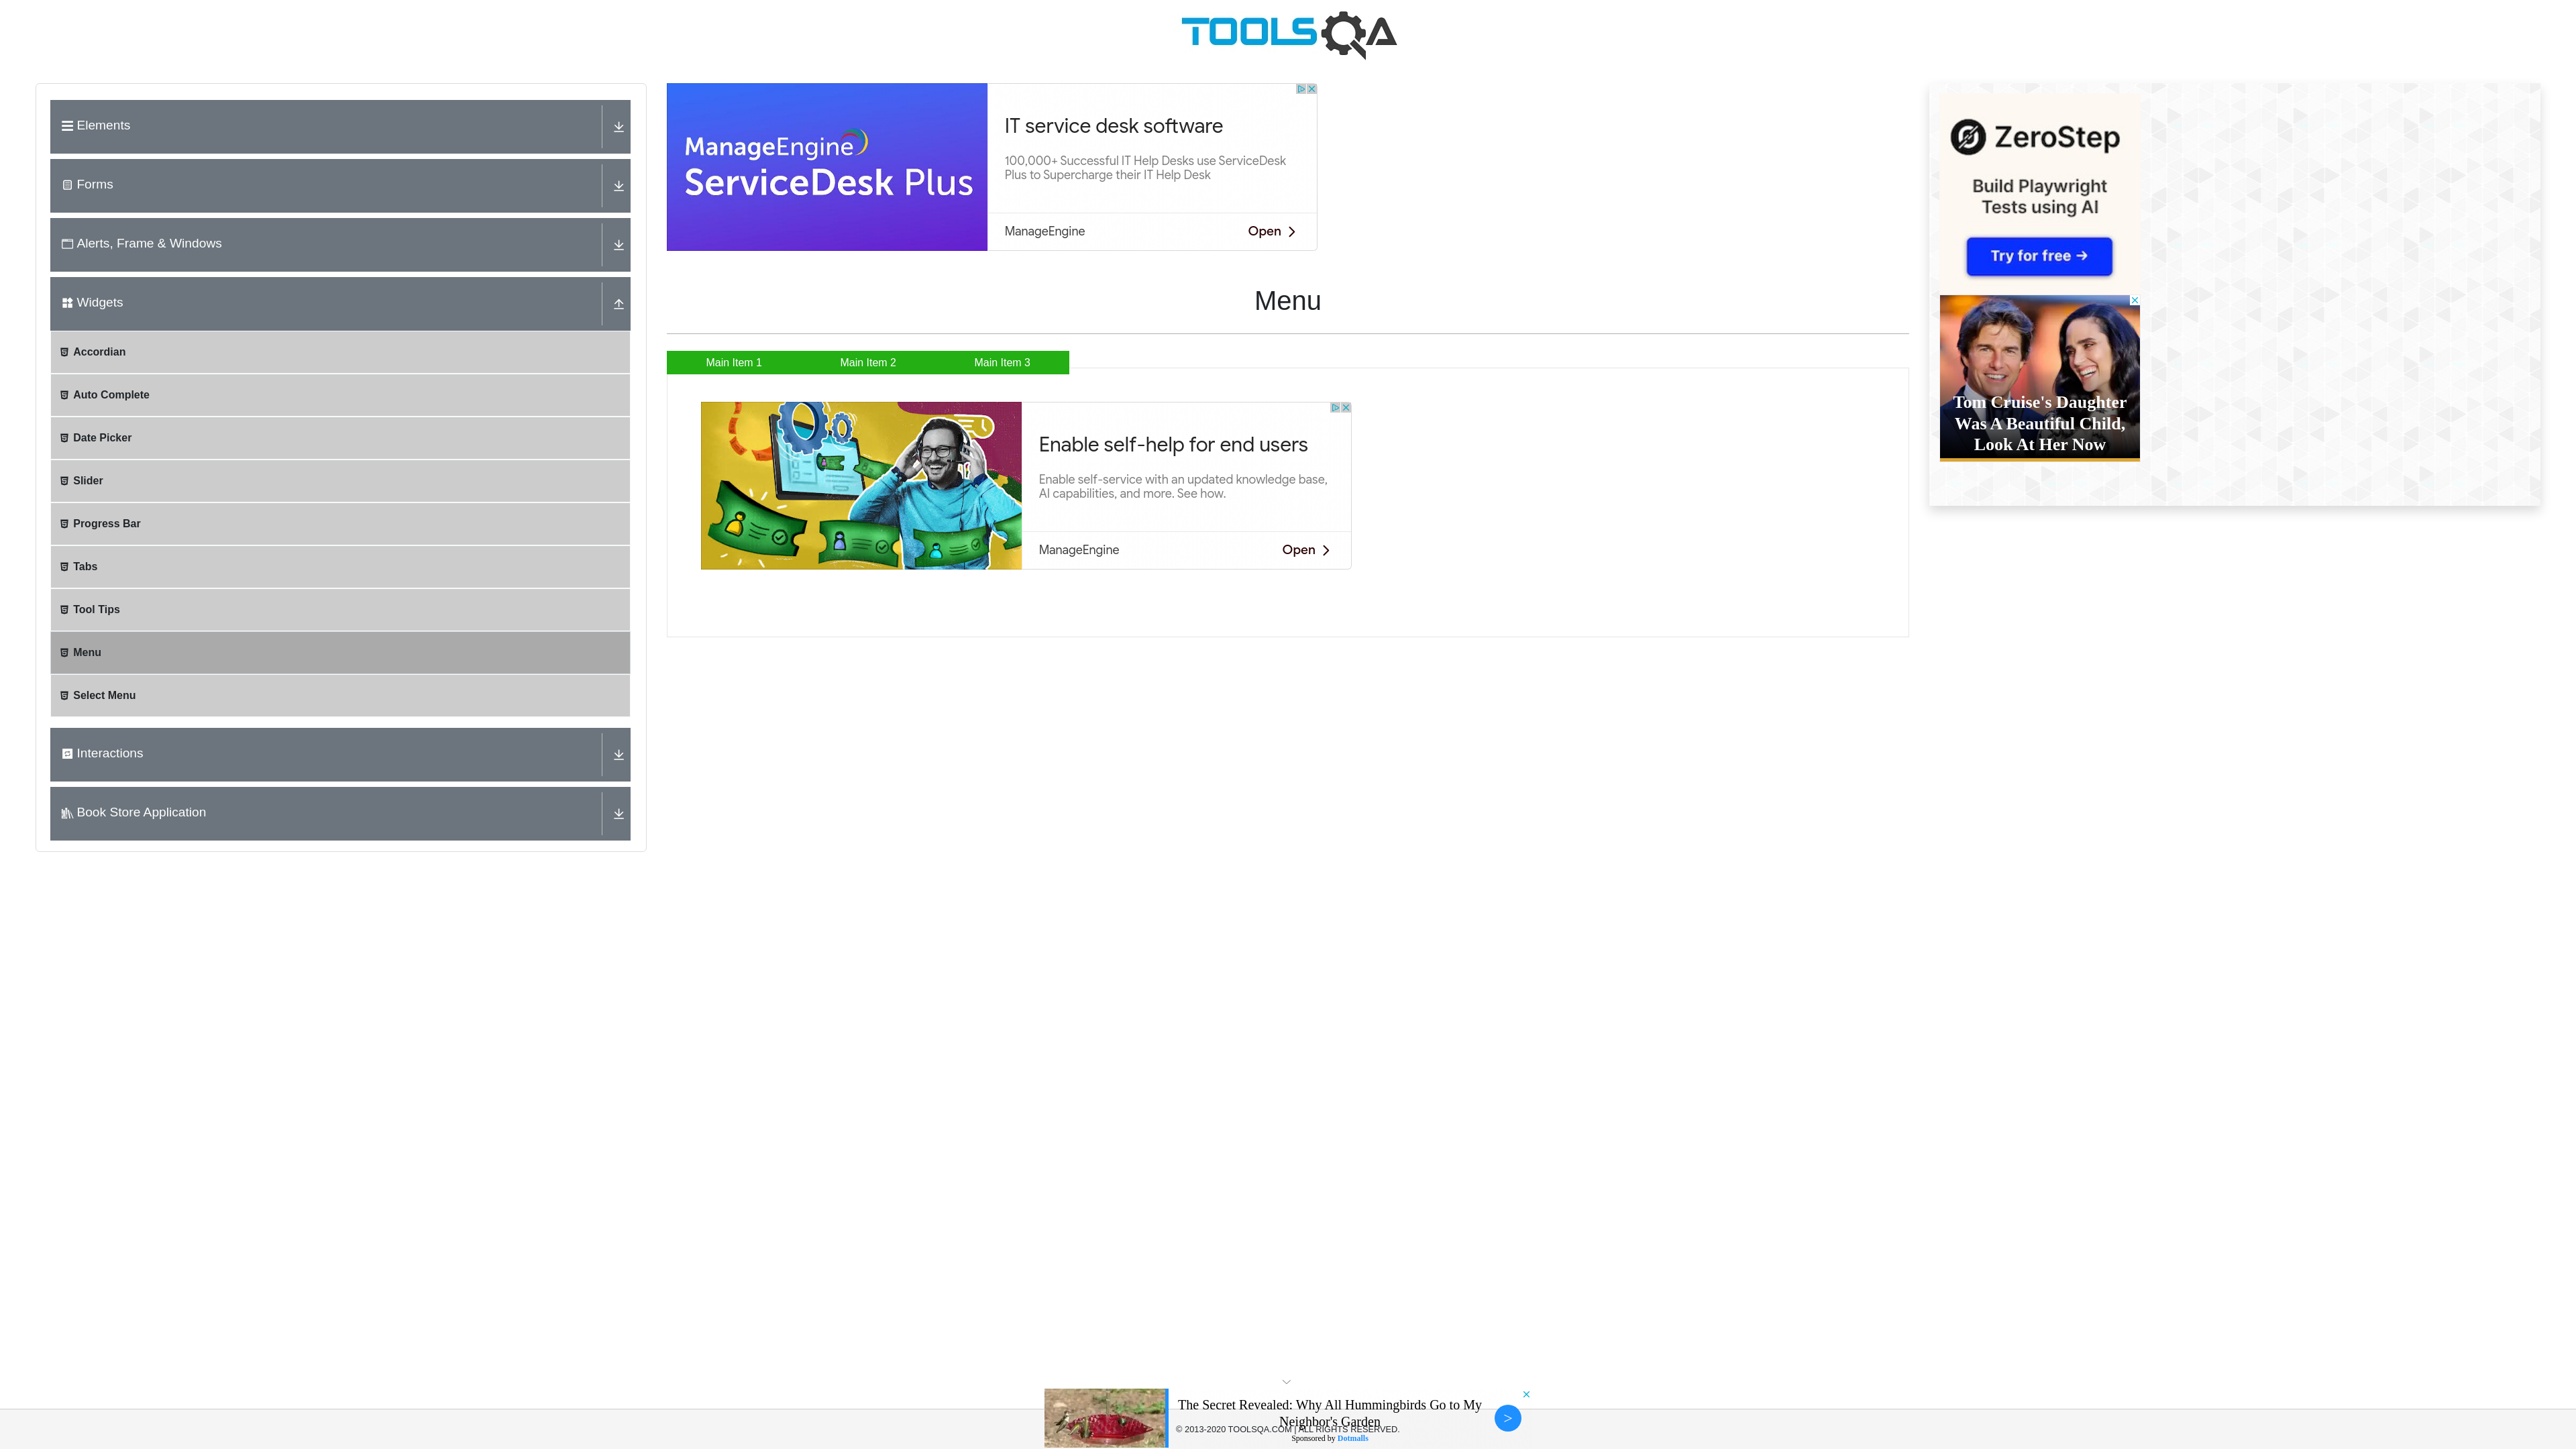 TOOLSQA
Elements
Forms
Alerts, Frame & Windows
Widgets
Accordian
Auto Complete
Date Picker
Slider
Progress Bar
Tabs
Tool Tips
Menu
Select Menu
Interactions
Book Store Application
ManageEngine
ServiceDesk Plus
IT service desk software
100,000+ Successful IT Help Desks use ServiceDesk
Plus to Supercharge their IT Help Desk
ManageEngine
Open
Menu
Main Item 1
Main Item 2
Main Item 3
Enable self-help for end users
Enable self-service with an updated knowledge base,
AI capabilities, and more. See how.
ManageEngine
Open
ZeroStep
Build Playwright
Tests using AI
Try for free →
Tom Cruise's Daughter
Was A Beautiful Child,
Look At Her Now
The Secret Revealed: Why All Hummingbirds Go to My
Neighbor's Garden
© 2013-2020 TOOLSQA.COM | ALL RIGHTS RESERVED.
Sponsored by Dotmalls